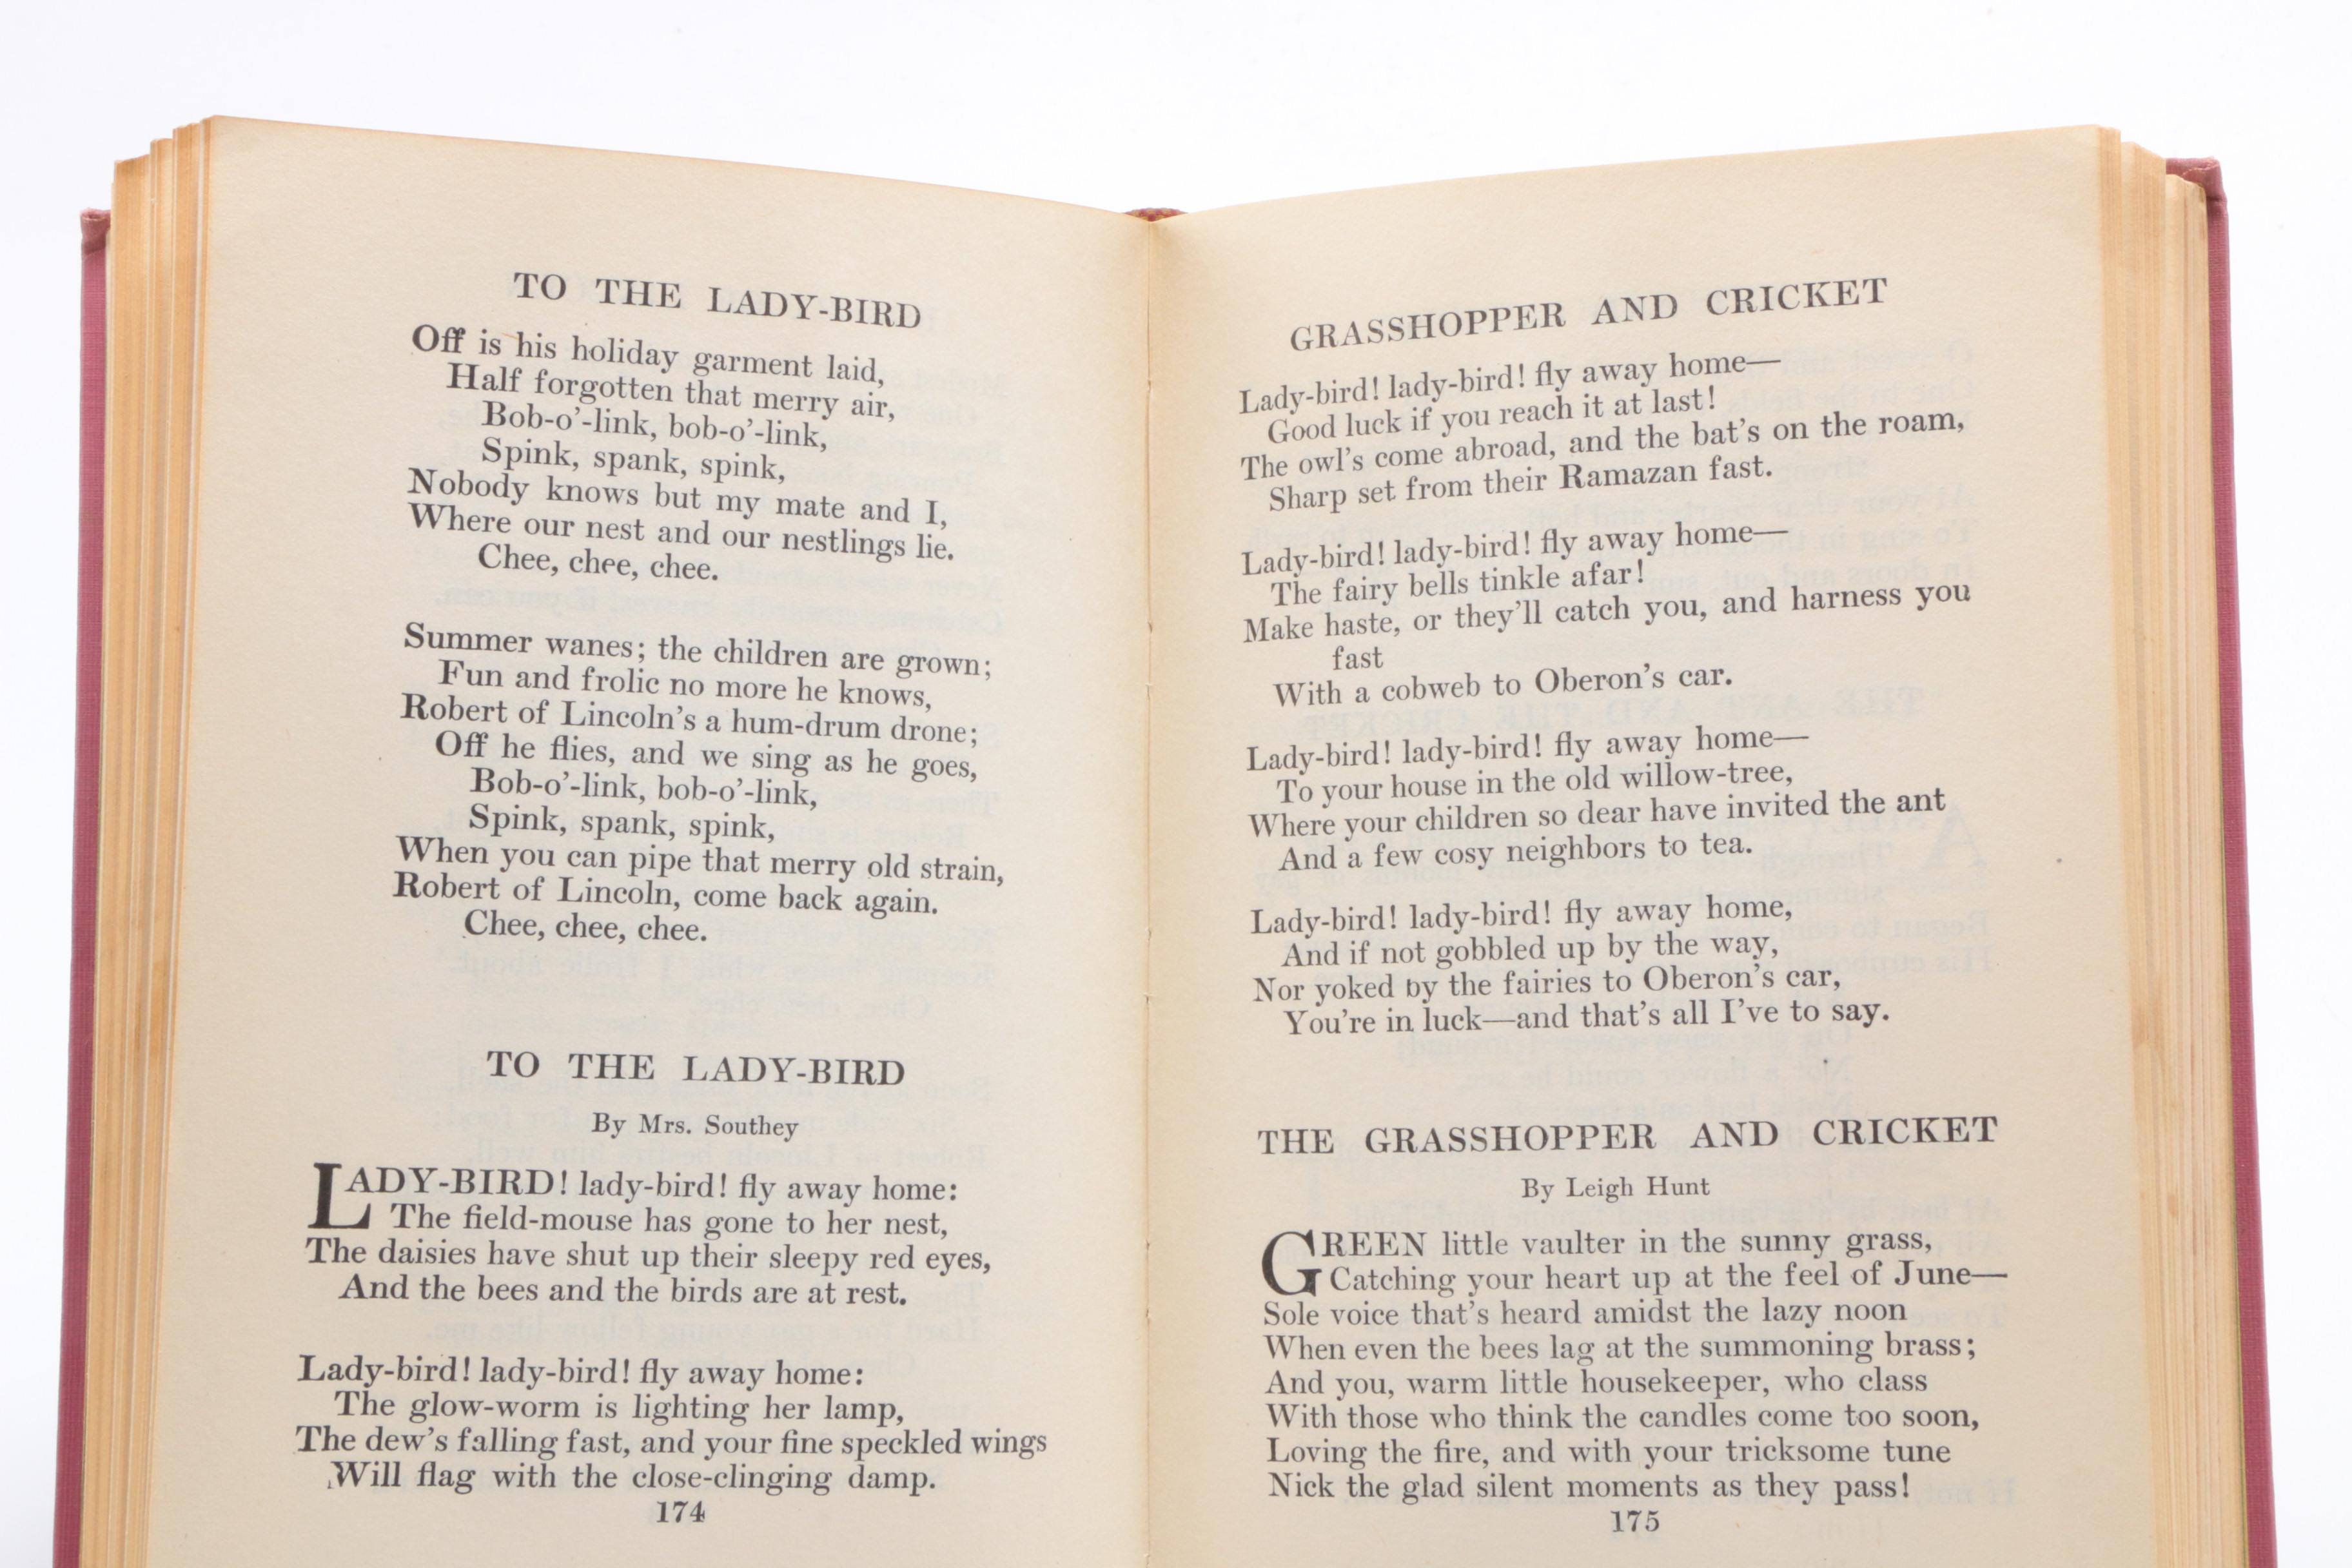 TO THE LADY-BIRD
Off is his holiday garment laid,
Half forgotten that merry air,
Bob-o'-link, bob-o'-link,
Spink, spank, spink,
Nobody knows but my mate and I,
Where our nest and our nestlings lie.
Chee, chee, chee.
Summer wanes; the children are grown;
Fun and frolic no more he knows,
Robert of Lincoln's a hum-drum drone;
Off he flies, and we sing as he goes,
Bob-o'-link, bob-o'-link,
Spink, spank, spink,
When you can pipe that merry old strain,
Robert of Lincoln, come back again.
Chee, chee, chee.
TO THE LADY-BIRD
By Mrs. Southey
LADY-BIRD! lady-bird! fly away home:
The field-mouse has gone to her nest,
The daisies have shut up their sleepy red eyes,
And the bees and the birds are at rest.
Lady-bird! lady-bird! fly away home:
The glow-worm is lighting her lamp,
The dew's falling fast, and your fine speckled wings
Will flag with the close-clinging damp.
174
GRASSHOPPER AND CRICKET
Lady-bird! lady-bird! fly away home—
Good luck if you reach it at last!
The owl's come abroad, and the bat's on the roam,
Sharp set from their Ramazan fast.
Lady-bird! lady-bird! fly away home—
The fairy bells tinkle afar!
Make haste, or they'll catch you, and harness you
fast
With a cobweb to Oberon's car.
Lady-bird! lady-bird! fly away home—
To your house in the old willow-tree,
Where your children so dear have invited the ant
And a few cosy neighbors to tea.
Lady-bird! lady-bird! fly away home,
And if not gobbled up by the way,
Nor yoked by the fairies to Oberon's car,
You're in luck—and that's all I've to say.
THE GRASSHOPPER AND CRICKET
By Leigh Hunt
GREEN little vaulter in the sunny grass,
Catching your heart up at the feel of June—
Sole voice that's heard amidst the lazy noon
When even the bees lag at the summoning brass;
And you, warm little housekeeper, who class
With those who think the candles come too soon,
Loving the fire, and with your tricksome tune
Nick the glad silent moments as they pass!
175